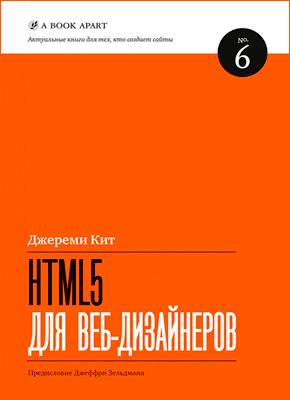 A BOOK APART
Актуальные книги для тех, кто создает сайты
No.
6
Джереми Кит
HTML5
ДЛЯ ВЕБ-ДИЗАЙНЕРОВ
Предисловие Джеффри Зельдмана